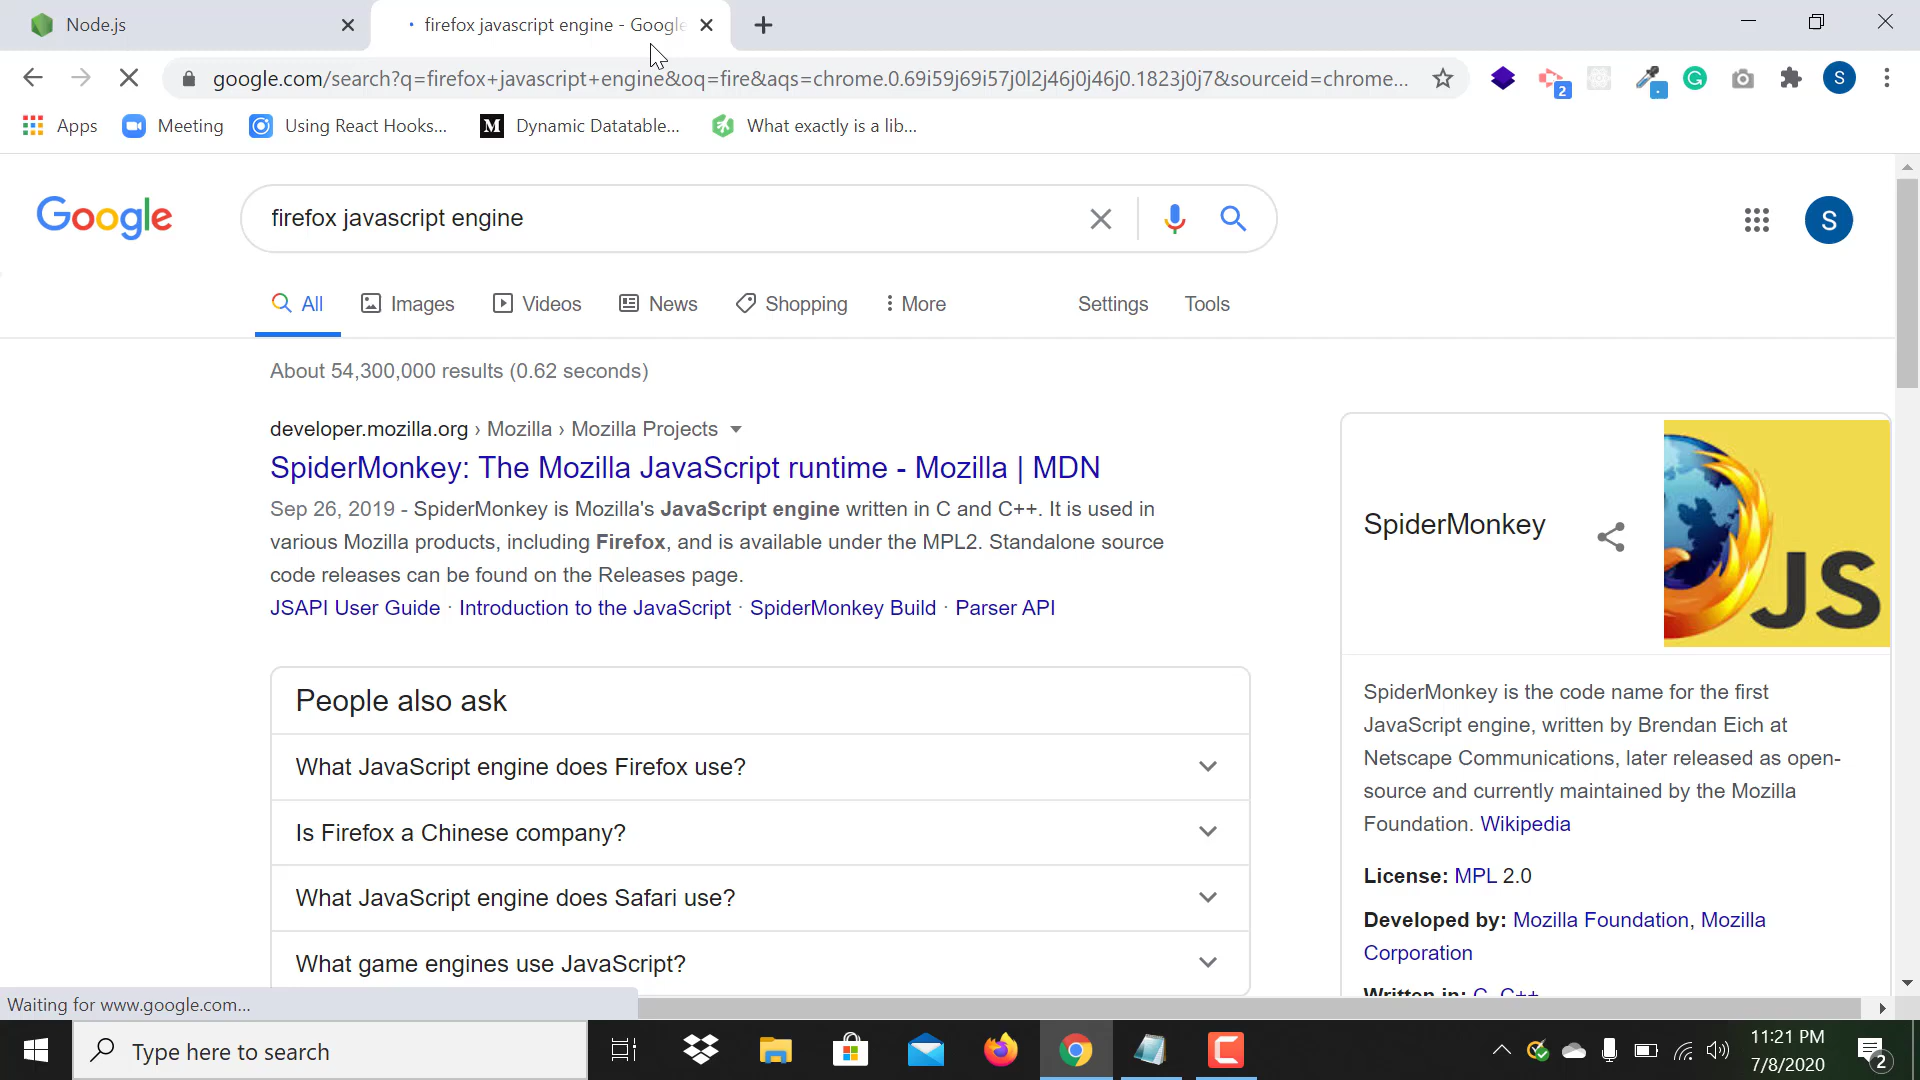 Node.js
firefox javascript engine - Google
google.com/search?q=firefox+javascript+engine&oq=fire&aqs=chrome.0.69i59j69i57j0l2j46j0j46j0.1823j0j7&sourceid=chrome...
2
S
Apps
Meeting
Using React Hooks...
M
Dynamic Datatable...
What exactly is a lib...
Google
firefox javascript engine
S
All
Images
Videos
News
Shopping
More
Settings
Tools
About 54,300,000 results (0.62 seconds)
developer.mozilla.org › Mozilla › Mozilla Projects
SpiderMonkey: The Mozilla JavaScript runtime - Mozilla | MDN
Sep 26, 2019 - SpiderMonkey is Mozilla's JavaScript engine written in C and C++. It is used in
various Mozilla products, including Firefox, and is available under the MPL2. Standalone source
code releases can be found on the Releases page.
JSAPI User Guide · Introduction to the JavaScript · SpiderMonkey Build · Parser API
People also ask
What JavaScript engine does Firefox use?
Is Firefox a Chinese company?
What JavaScript engine does Safari use?
What game engines use JavaScript?
SpiderMonkey
JS
SpiderMonkey is the code name for the first
JavaScript engine, written by Brendan Eich at
Netscape Communications, later released as open-
source and currently maintained by the Mozilla
Foundation. Wikipedia
License: MPL 2.0
Developed by: Mozilla Foundation, Mozilla
Corporation
Written in: C, C++
Waiting for www.google.com...
Type here to search
11:21 PM
7/8/2020
2